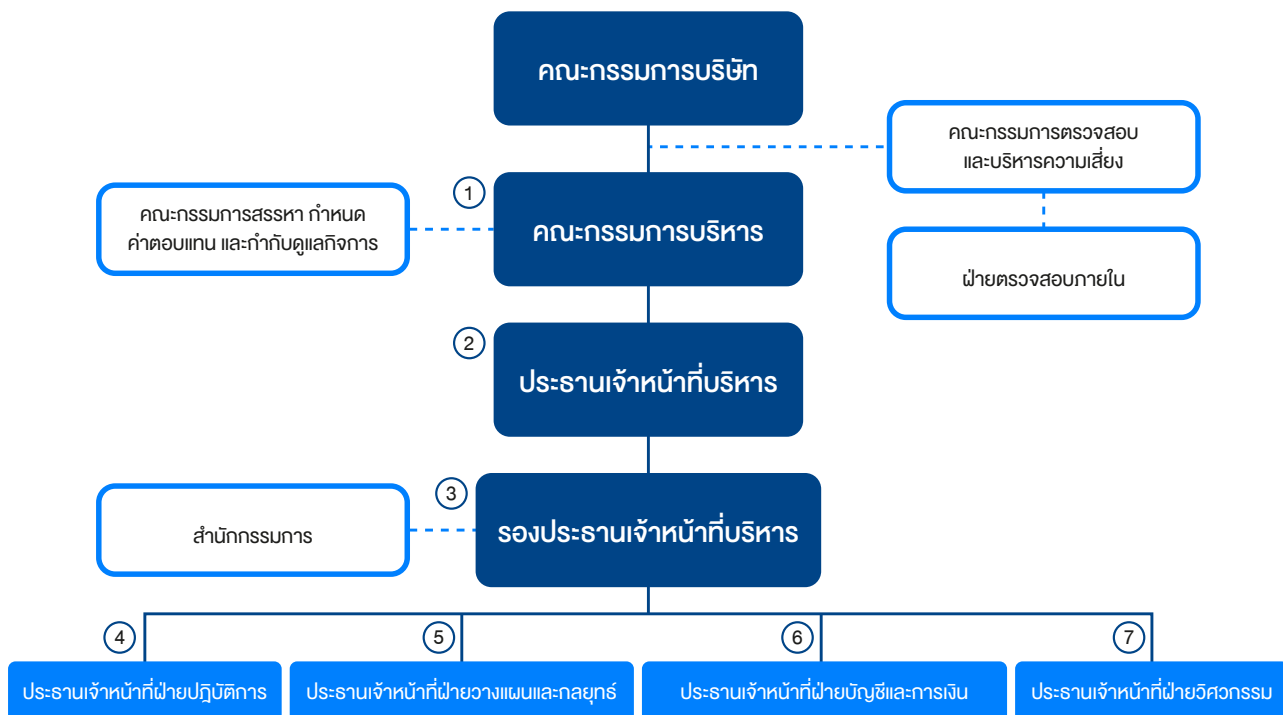 คณะกรรมการบริษัท
คณะกรรมการตรวจสอบ
และบริหารความเสี่ยง
1
คณะกรรมการสรรหา กำหนด
ค่าตอบแทน และกำกับดูแลกิจการ
คณะกรรมการบริหาร
ฝ่ายตรวจสอบภายใน
2
ประธานเจ้าหน้าที่บริหาร
3
สำนักกรรมการ
รองประธานเจ้าหน้าที่บริหาร
4
5
6
7
ประธานเจ้าหน้าที่ฝ่ายปฎิบัติการ
ประธานเจ้าหน้าที่ฝ่ายวางแผนและกลยุทธ์
ประธานเจ้าหน้าที่ฝ่ายบัญชีและการเงิน
ประธานเจ้าหน้าที่ฝ่ายวิศวกรรม